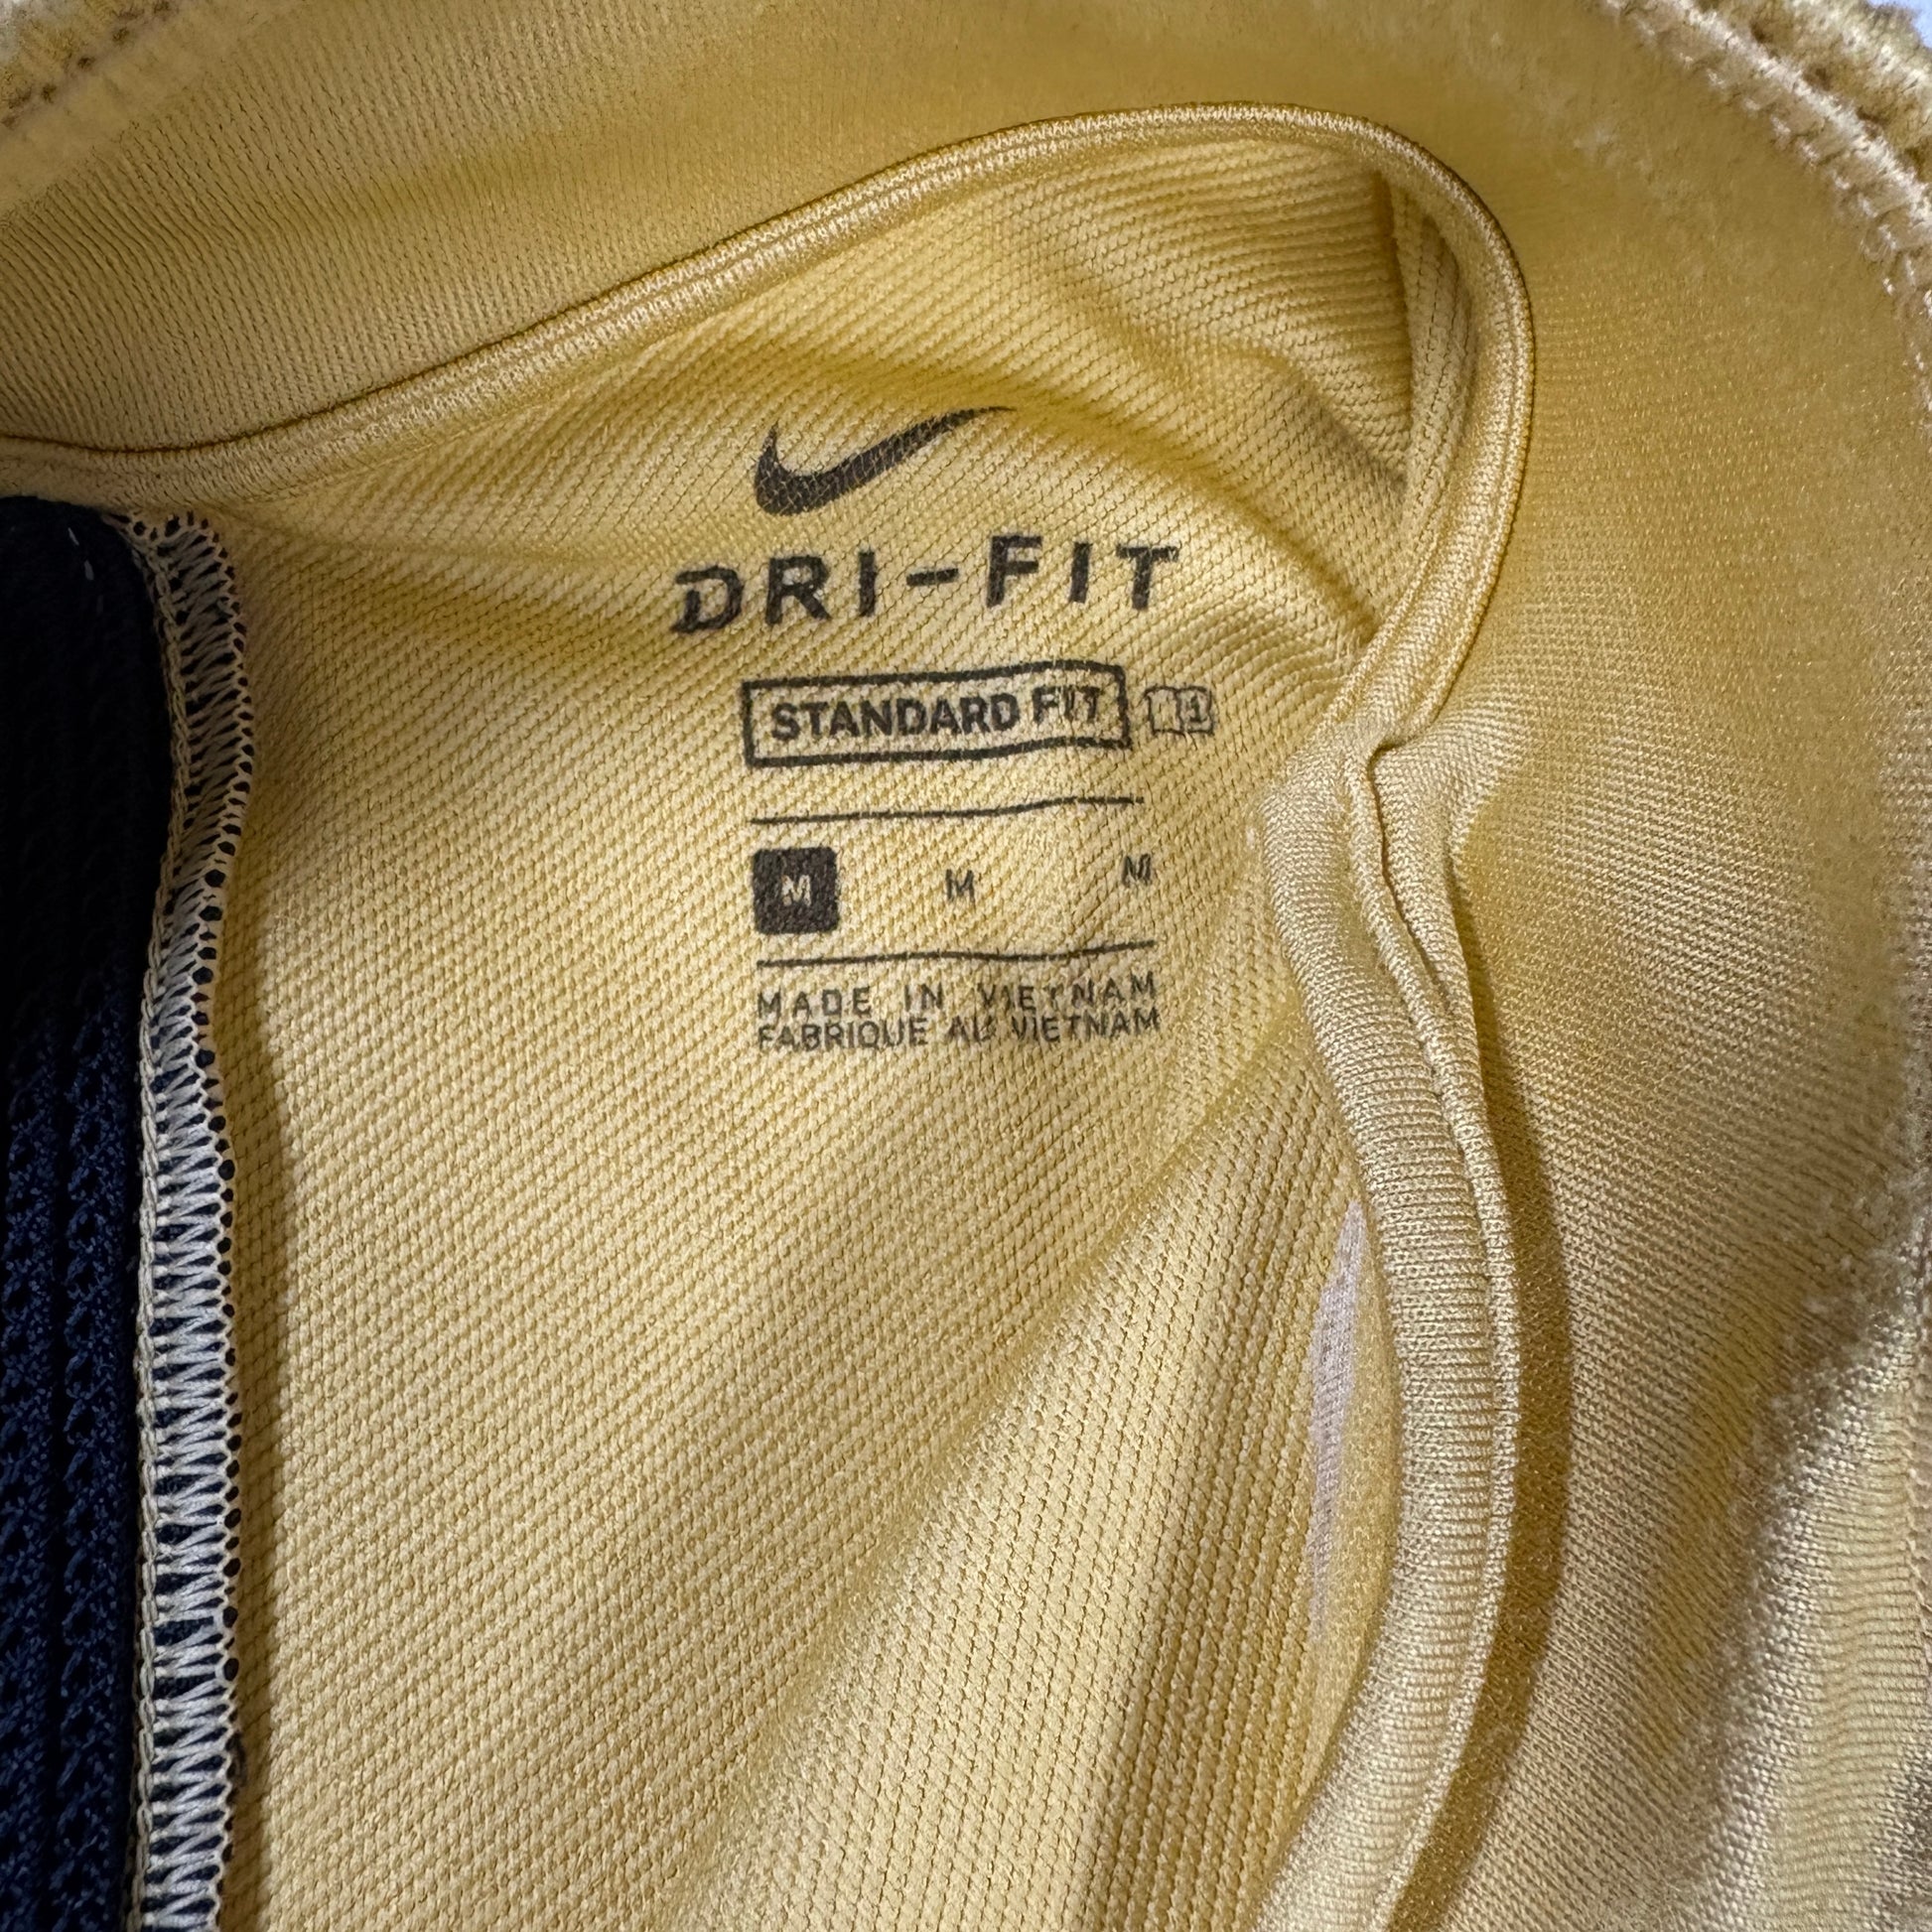 DRI-FIT
STANDARD FIT
M M M
MADE IN VIETNAM
FABRIQUE AU VIETNAM